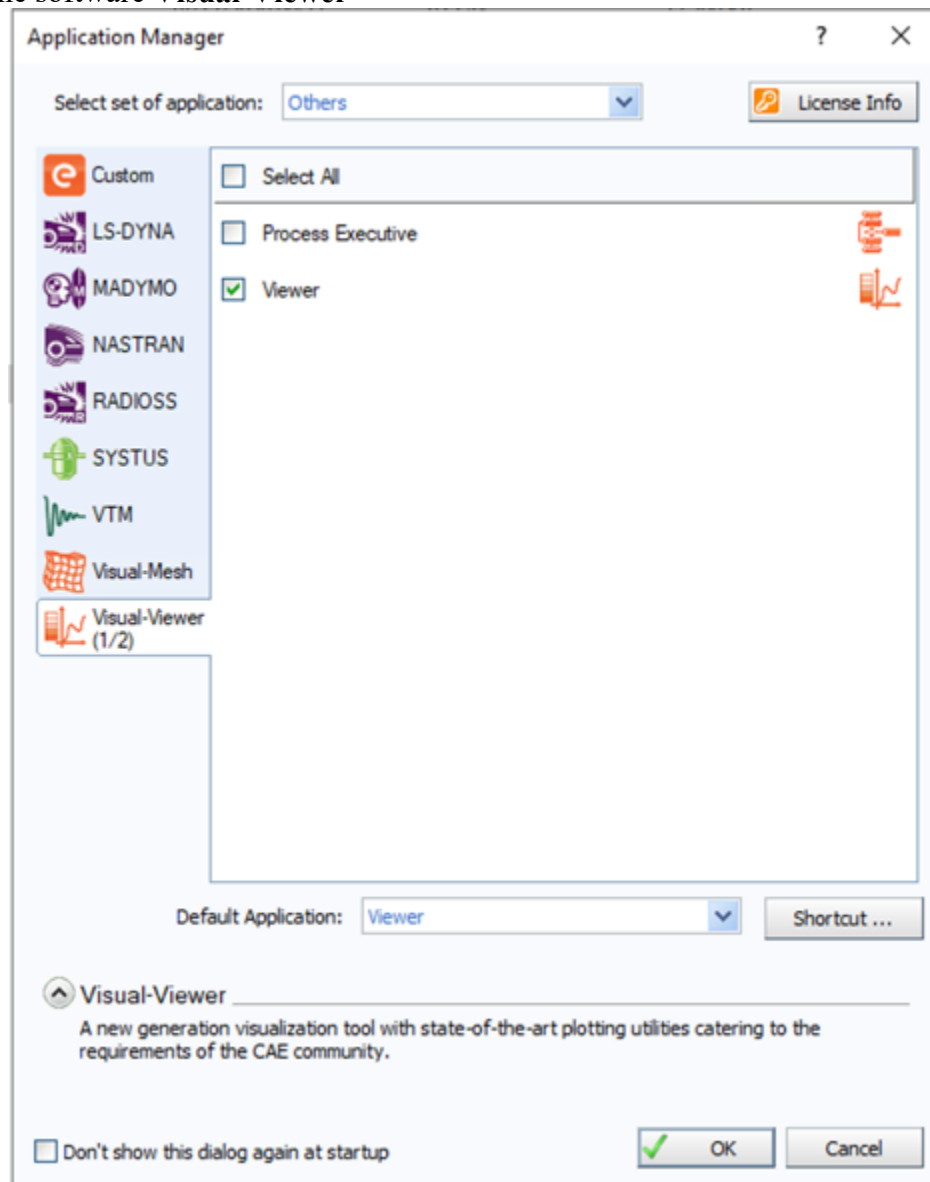 Application Manager
?
Select set of application:
Others
License Info
Custom
Select All
LS-DYNA
Process Executive
MADYMO
Viewer
NASTRAN
RADIOSS
SYSTUS
VTM
Visual-Mesh
Visual-Viewer
(1/2)
Default Application:
Viewer
Shortcut ...
Visual-Viewer
A new generation visualization tool with state-of-the-art plotting utilities catering to the
requirements of the CAE community.
Don't show this dialog again at startup
OK
Cancel